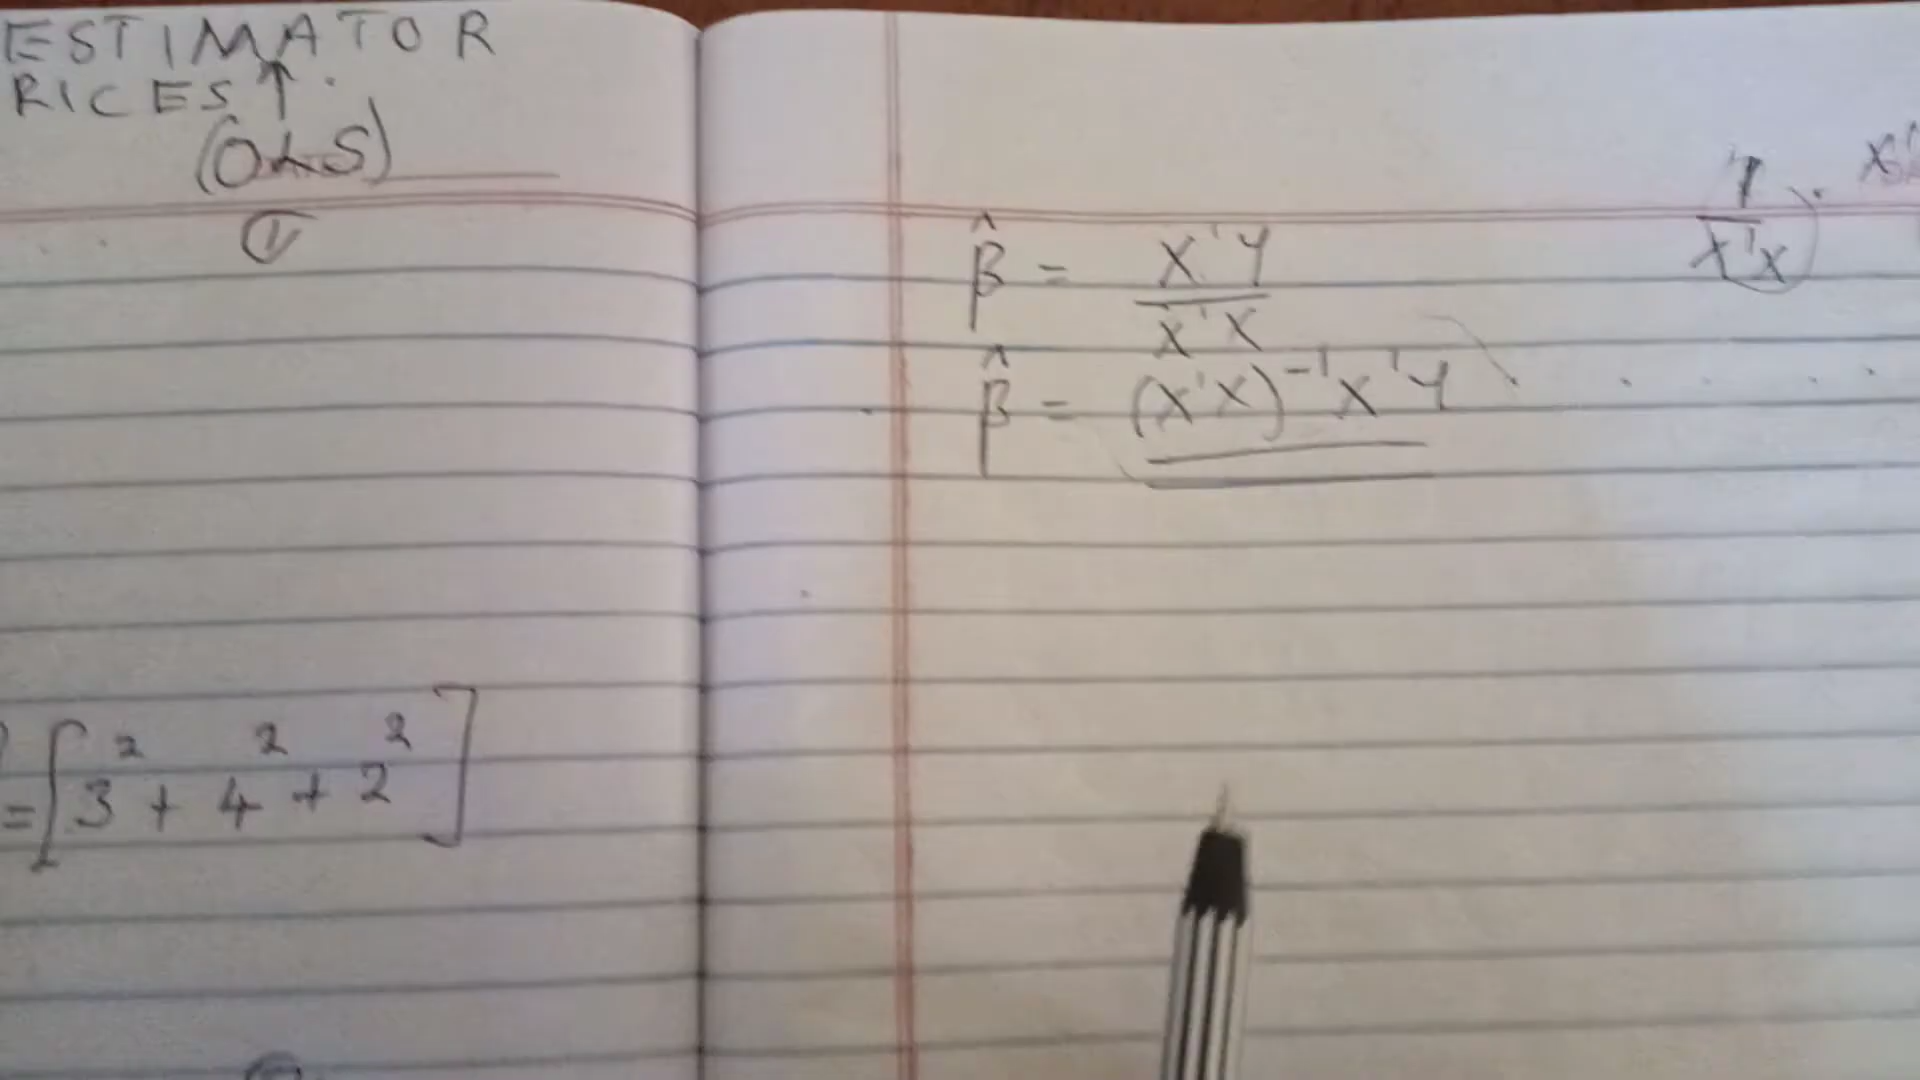 ESTIMATOR
RICES↑
(OLS)
①
= [3² + 4² + 2²]
β̂ = X'Y / X'X
β̂ = (X'X)⁻¹X'Y
1 / X'X · X'